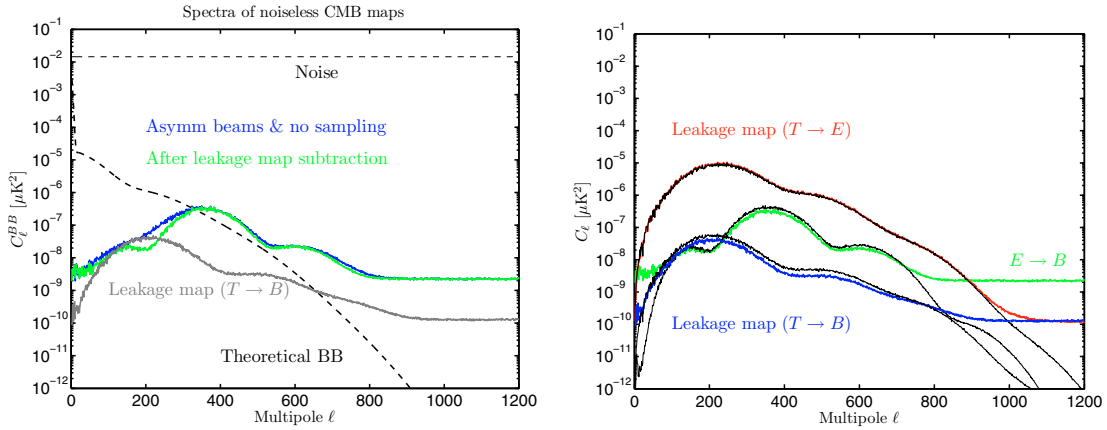 Spectra of noiseless CMB maps
10⁻¹
10⁻²
10⁻³
10⁻⁴
10⁻⁵
10⁻⁶
10⁻⁷
10⁻⁸
10⁻⁹
10⁻¹⁰
10⁻¹¹
10⁻¹²
C_ℓ^{BB} [μK²]
Noise
Asymm beams & no sampling
After leakage map subtraction
Leakage map (T → B)
Theoretical BB
0 200 400 600 800 1000 1200
Multipole ℓ
10⁻¹
10⁻²
10⁻³
10⁻⁴
10⁻⁵
10⁻⁶
10⁻⁷
10⁻⁸
10⁻⁹
10⁻¹⁰
10⁻¹¹
10⁻¹²
C_ℓ [μK²]
Leakage map (T → E)
E → B
Leakage map (T → B)
0 200 400 600 800 1000 1200
Multipole ℓ